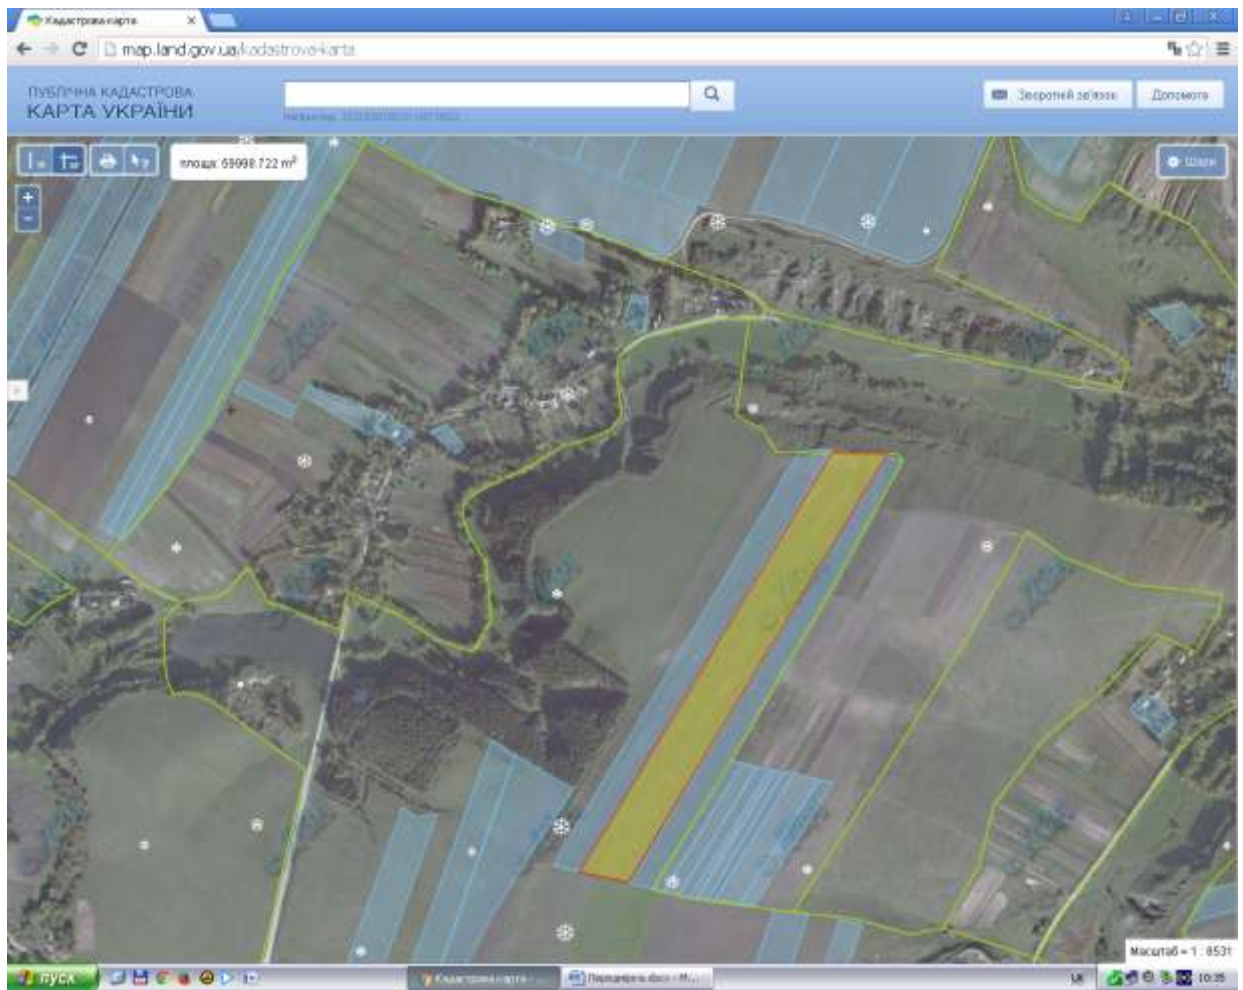 Кадастрова карта
map.land.gov.ua/kadastrova-karta
ПУБЛІЧНА КАДАСТРОВА
КАРТА УКРАЇНИ
Зворотній зв'язок
Допомога
площа: 69998.722 m²
Шари
+
−
Масштаб = 1 : 8531
пуск
Кадастрова карта - ...
UK
10:35